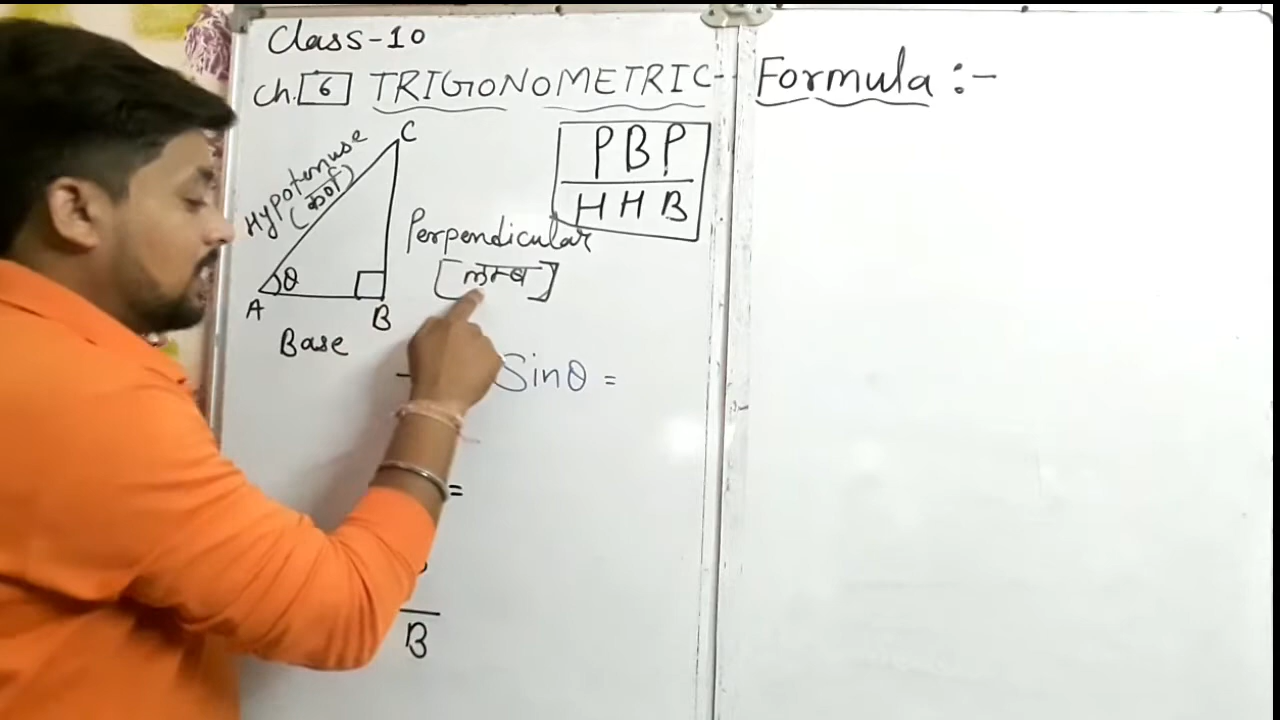 Class-10
Ch. 6 TRIGONOMETRIC-- Formula :-
C
Hypotenuse
(कर्ण)
PBP
HHB
Perpendicular
[लम्ब]
θ
A
B
Base
Sinθ =
=
B